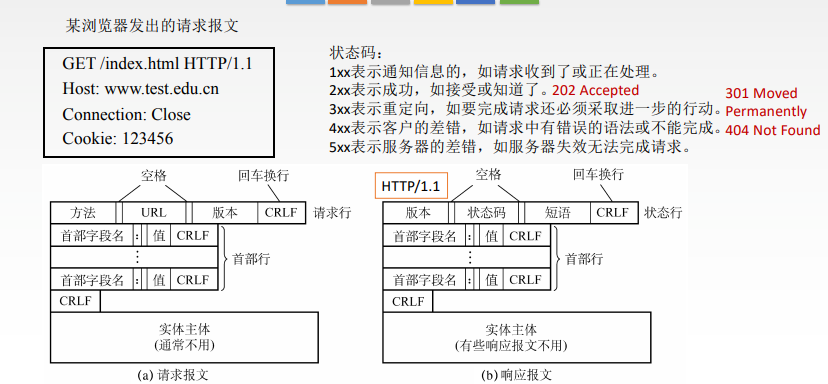 某浏览器发出的请求报文
GET /index.html HTTP/1.1
Host: www.test.edu.cn
Connection: Close
Cookie: 123456
状态码：
1xx表示通知信息的，如请求收到了或正在处理。
2xx表示成功，如接受或知道了。202 Accepted
3xx表示重定向，如要完成请求还必须采取进一步的行动。
4xx表示客户的差错，如请求中有错误的语法或不能完成。
5xx表示服务器的差错，如服务器失效无法完成请求。
301 Moved
Permanently
404 Not Found
空格 回车换行
方法 URL 版本 CRLF 请求行
首部字段名 : 值 CRLF
⋮ 首部行
首部字段名 : 值 CRLF
CRLF
实体主体
(通常不用)
(a) 请求报文
HTTP/1.1 空格 回车换行
版本 状态码 短语 CRLF 状态行
首部字段名 : 值 CRLF
⋮ 首部行
首部字段名 : 值 CRLF
CRLF
实体主体
(有些响应报文不用)
(b) 响应报文